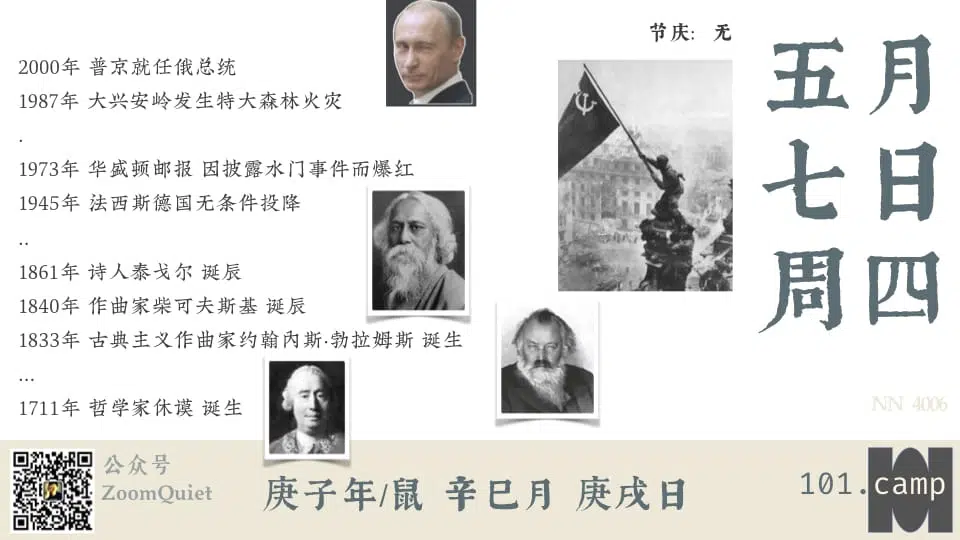 节庆: 无
五月
七日
周四
2000年 普京就任俄总统
1987年 大兴安岭发生特大森林火灾
.
1973年 华盛顿邮报 因披露水门事件而爆红
1945年 法西斯德国无条件投降
..
1861年 诗人泰戈尔 诞辰
1840年 作曲家柴可夫斯基 诞辰
1833年 古典主义作曲家约翰內斯·勃拉姆斯 诞生
...
1711年 哲学家休谟 诞生
NN 4006
公众号
ZoomQuiet
庚子年/鼠 辛巳月 庚戌日
101.camp